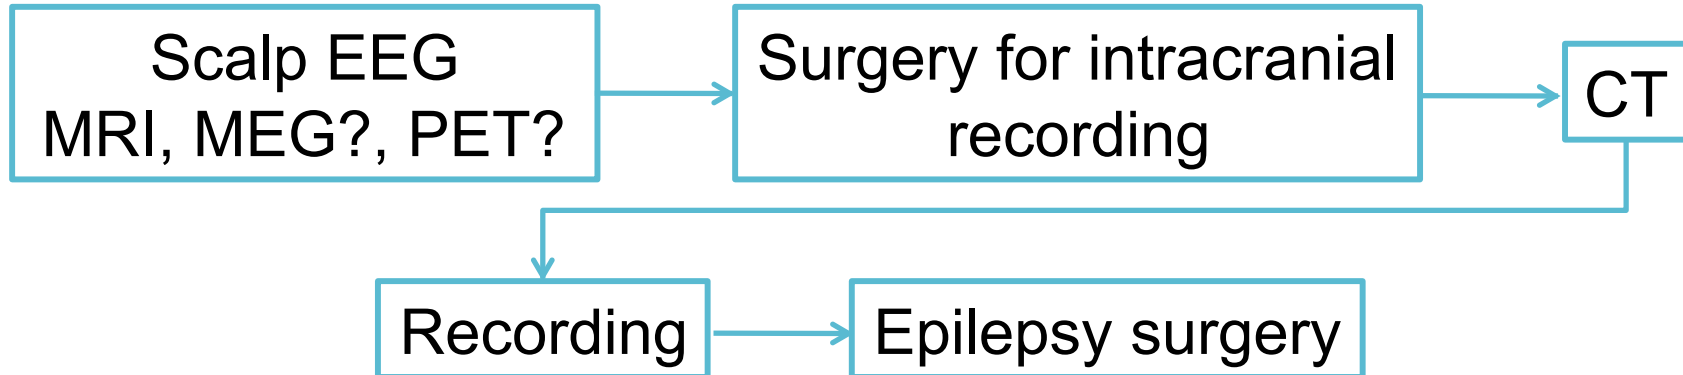 Scalp EEG
MRI, MEG?, PET?
Surgery for intracranial
recording
CT
Recording
Epilepsy surgery